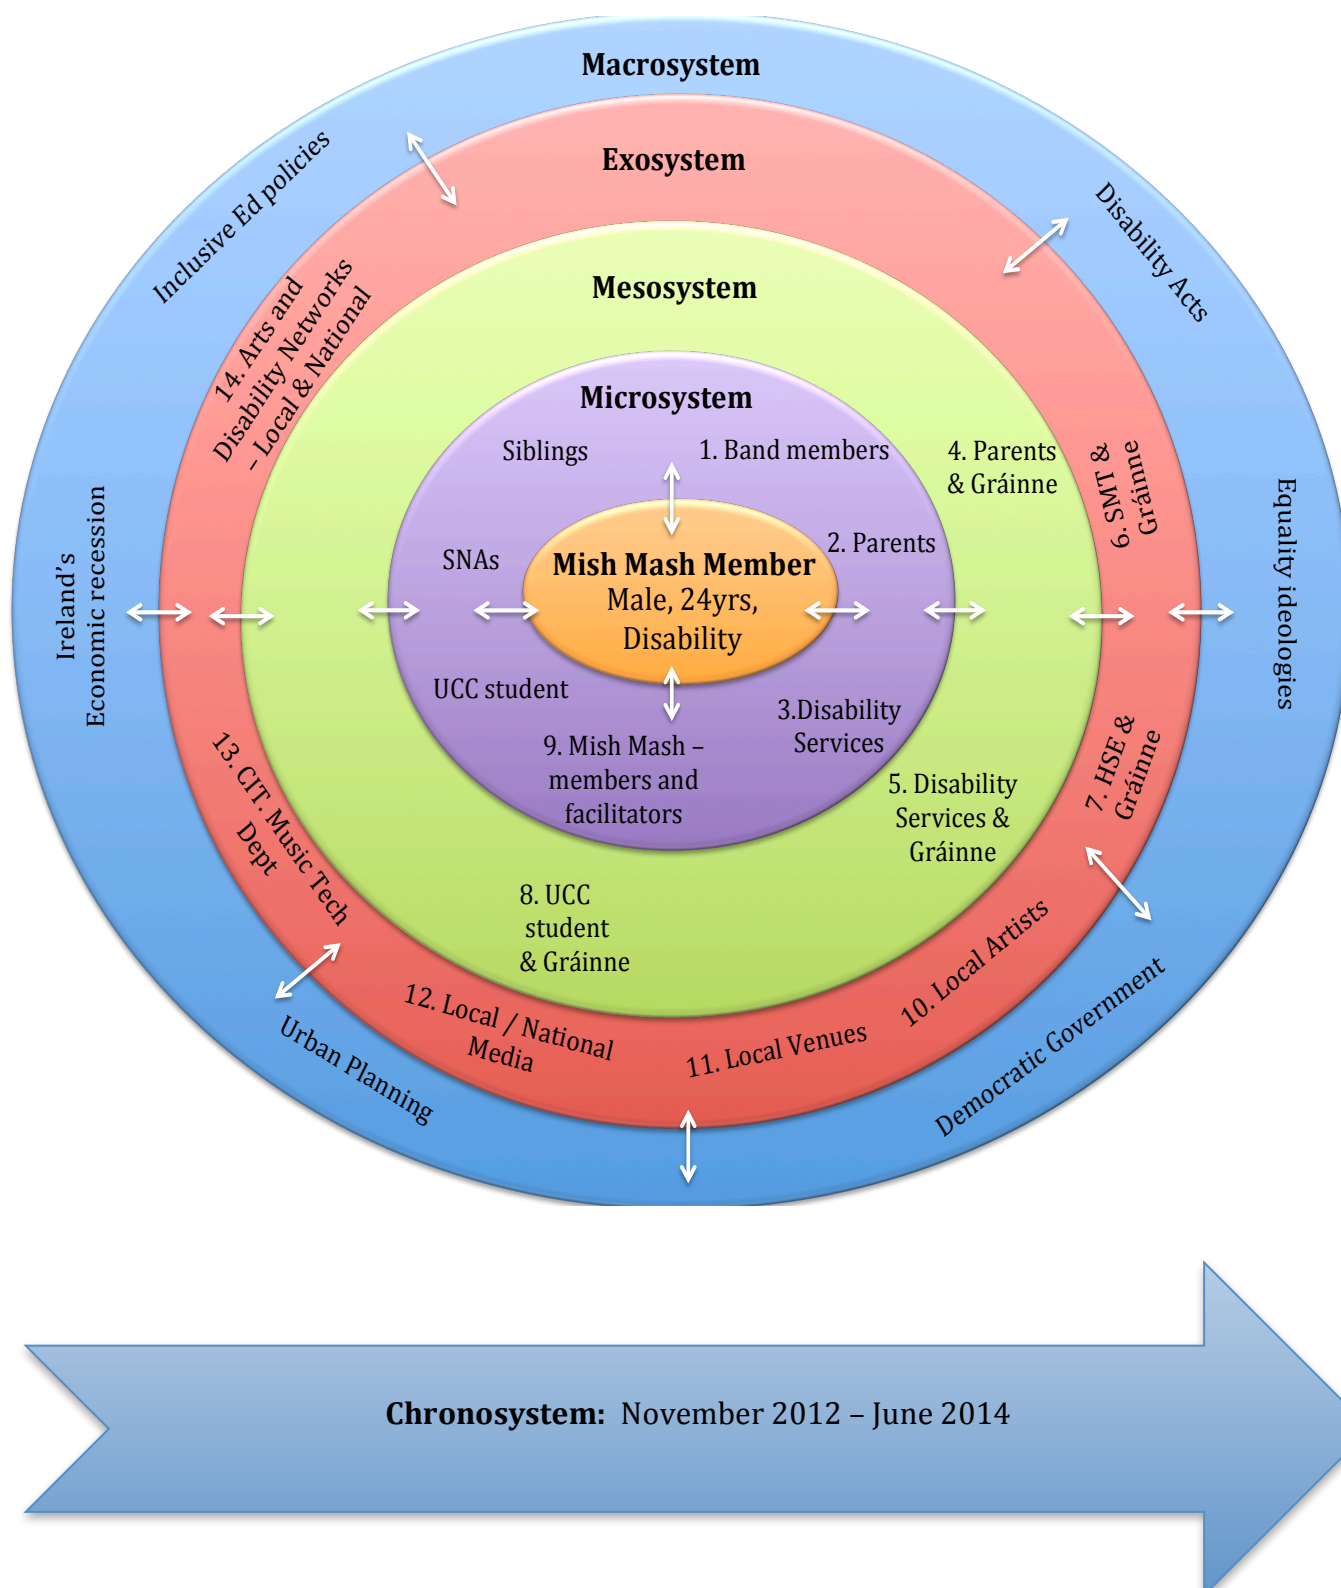 Macrosystem
Inclusive Ed policies
Disability Acts
Equality ideologies
Democratic Government
Urban Planning
Ireland's
Economic recession
Exosystem
14. Arts and
Disability Networks
– Local & National
6. SMT &
Gráinne
7. HSE &
Gráinne
10. Local Artists
11. Local Venues
12. Local / National
Media
13. CIT. Music Tech
Dept
Mesosystem
4. Parents
& Gráinne
5. Disability
Services &
Gráinne
8. UCC
student
& Gráinne
Microsystem
Siblings
1. Band members
SNAs
2. Parents
UCC student
3.Disability
Services
9. Mish Mash –
members and
facilitators
Mish Mash Member
Male, 24yrs,
Disability
Chronosystem: November 2012 – June 2014